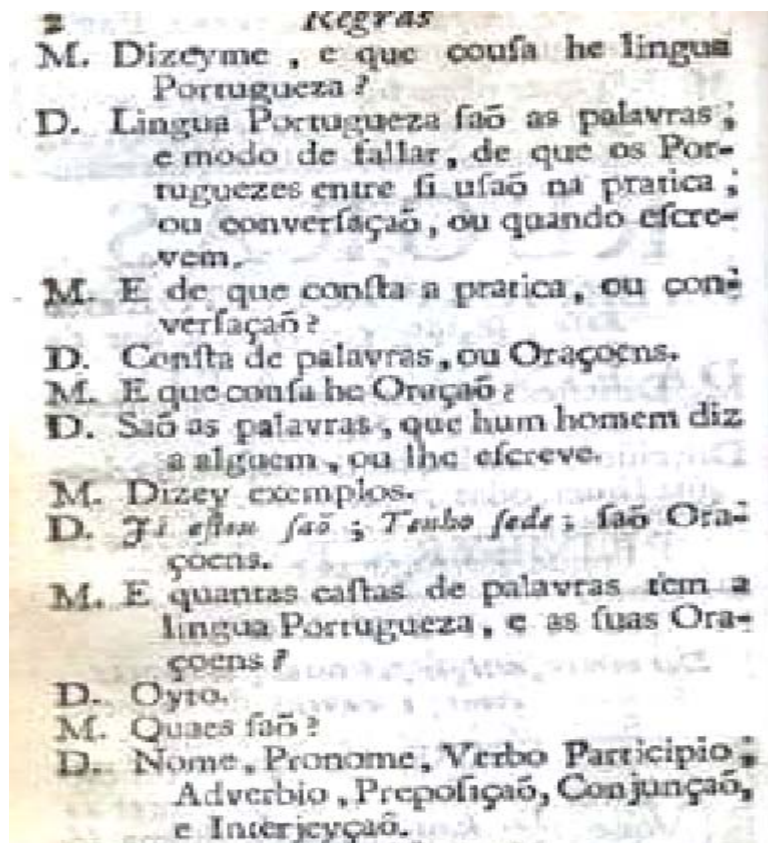 2 Regras
M. Dizeyme , e que couſa he lingua
Portugueza ?
D. Lingua Portugueza ſaõ as palavras ;
e modo de fallar , de que os Por-
tuguezes entre ſi uſaõ na pratica ;
ou converſaçaõ , ou quando eſcre-
vem.
M. E de que conſta a pratica , ou con-
verſaçaõ ?
D. Conſta de palavras , ou Oraçoens.
M. E que couſa he Oraçaõ ?
D. Saõ as palavras , que hum homem diz
a alguem , ou lhe eſcreve.
M. Dizey exemplos.
D. Ja eſtou ſaõ ; Tenho ſede ; ſaõ Ora-
çoens.
M. E quantas caſtas de palavras tem a
lingua Portugueza , e as ſuas Ora-
çoens ?
D. Oyto.
M. Quaes ſaõ ?
D. Nome , Pronome , Verbo Participio ;
Adverbio , Prepoſiçaõ , Conjunçaõ ,
e Interjeyçaõ.